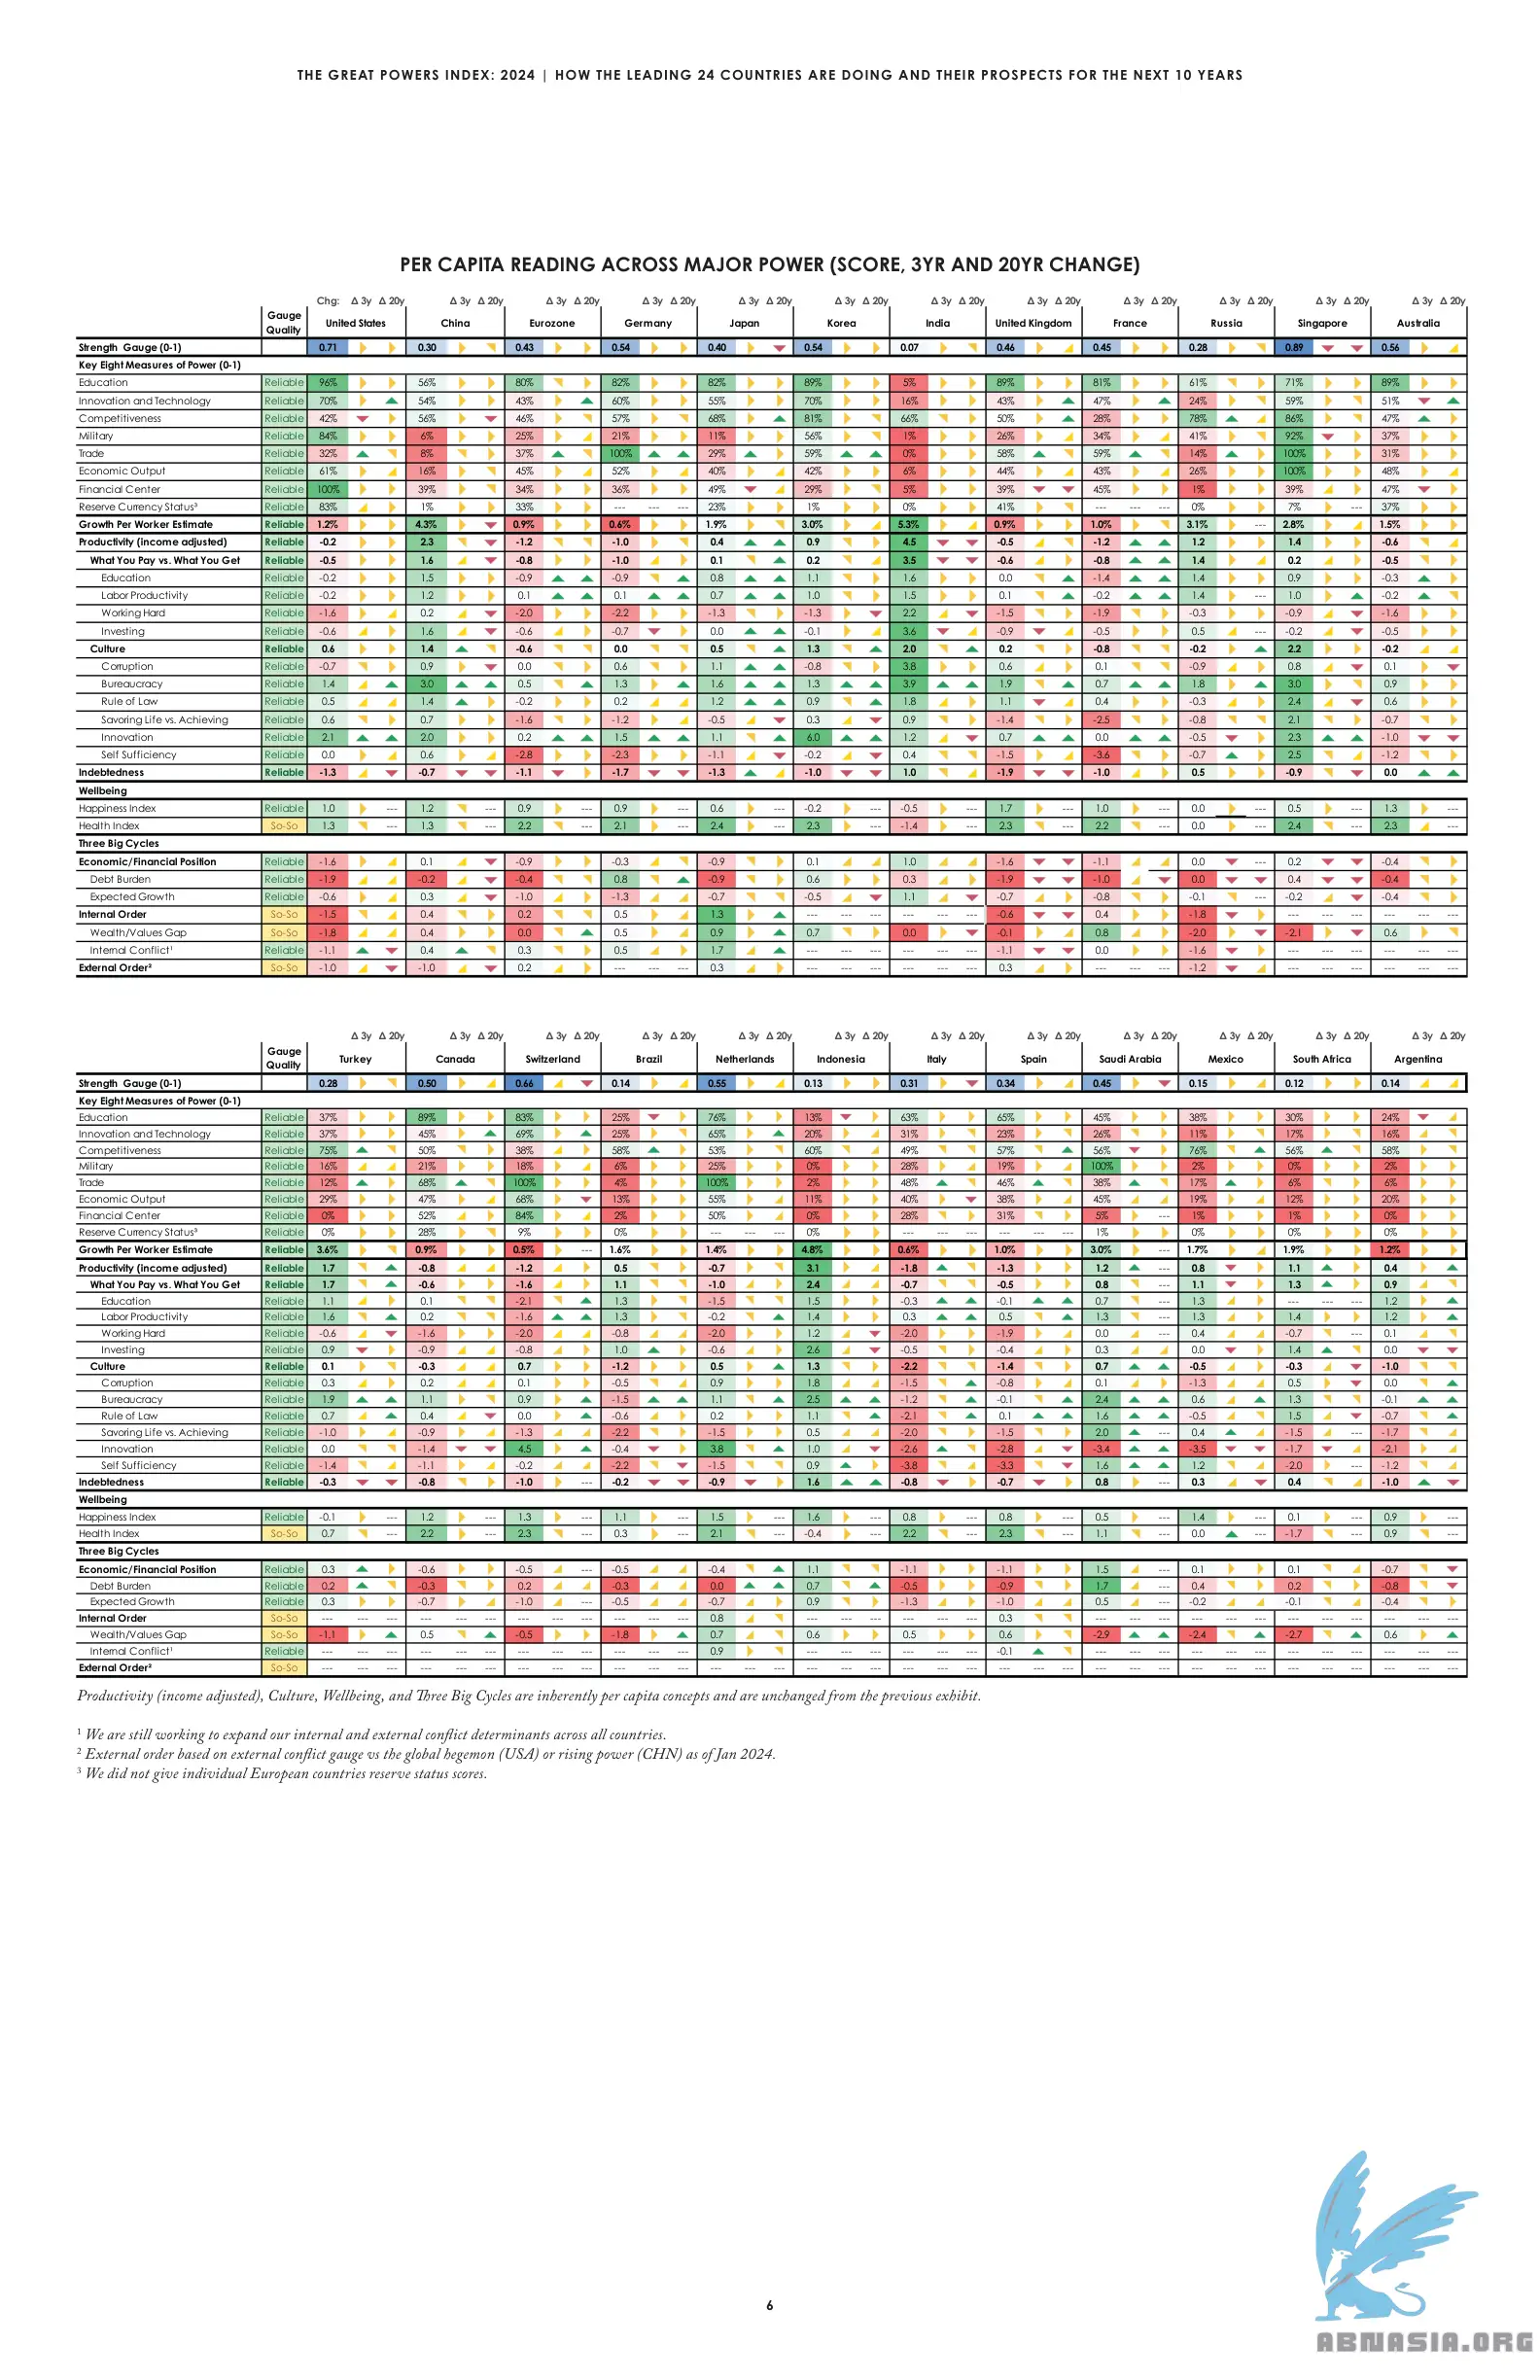 THE GREAT POWERS INDEX: 2024 | HOW THE LEADING 24 COUNTRIES ARE DOING AND THEIR PROSPECTS FOR THE NEXT 10 YEARS
PER CAPITA READING ACROSS MAJOR POWER (SCORE, 3YR AND 20YR CHANGE)
Chg: Δ 3y Δ 20y Δ 3y Δ 20y Δ 3y Δ 20y Δ 3y Δ 20y Δ 3y Δ 20y Δ 3y Δ 20y Δ 3y Δ 20y Δ 3y Δ 20y Δ 3y Δ 20y Δ 3y Δ 20y Δ 3y Δ 20y Δ 3y Δ 20y
Gauge Quality United States China Eurozone Germany Japan Korea India United Kingdom France Russia Singapore Australia
Strength Gauge (0-1) 0.71 0.30 0.43 0.54 0.40 0.54 0.07 0.46 0.45 0.28 0.89 0.56
Key Eight Measures of Power (0-1)
Education Reliable 96% 56% 80% 82% 82% 89% 5% 89% 81% 61% 71% 89%
Innovation and Technology Reliable 70% 54% 43% 60% 55% 70% 16% 43% 47% 24% 59% 51%
Competitiveness Reliable 42% 56% 46% 57% 68% 81% 66% 50% 28% 78% 86% 47%
Military Reliable 84% 6% 25% 21% 11% 56% 1% 26% 34% 41% 92% 37%
Trade Reliable 32% 8% 37% 100% 29% 59% 0% 58% 59% 14% 100% 31%
Economic Output Reliable 61% 16% 45% 52% 40% 42% 6% 44% 43% 26% 100% 48%
Financial Center Reliable 100% 39% 34% 36% 49% 29% 5% 39% 45% 1% 39% 47%
Reserve Currency Status³ Reliable 83% 1% 33% --- --- --- 23% 1% 0% 41% --- --- --- 0% 7% --- 37%
Growth Per Worker Estimate Reliable 1.2% 4.3% 0.9% 0.6% 1.9% 3.0% 5.3% 0.9% 1.0% 3.1% --- 2.8% 1.5%
Productivity (income adjusted) Reliable -0.2 2.3 -1.2 -1.0 0.4 0.9 4.5 -0.5 -1.2 1.2 1.4 -0.6
What You Pay vs. What You Get Reliable -0.5 1.6 -0.8 -1.0 0.1 0.2 3.5 -0.6 -0.8 1.4 0.2 -0.5
Education Reliable -0.2 1.5 -0.9 -0.9 0.8 1.1 1.6 0.0 -1.4 1.4 0.9 -0.3
Labor Productivity Reliable -0.2 1.2 0.1 0.1 0.7 1.0 1.5 0.1 -0.2 1.4 --- 1.0 -0.2
Working Hard Reliable -1.6 0.2 -2.0 -2.2 -1.3 -1.3 2.2 -1.5 -1.9 -0.3 -0.9 -1.6
Investing Reliable -0.6 1.6 -0.6 -0.7 0.0 -0.1 3.6 -0.9 -0.5 0.5 --- -0.2 -0.5
Culture Reliable 0.6 1.4 -0.6 0.0 0.5 1.3 2.0 0.2 -0.8 -0.2 2.2 -0.2
Corruption Reliable -0.7 0.9 0.0 0.6 1.1 -0.8 3.8 0.6 0.1 -0.9 0.8 0.1
Bureaucracy Reliable 1.4 3.0 0.5 1.3 1.6 1.3 3.9 1.9 0.7 1.8 3.0 0.9
Rule of Law Reliable 0.5 1.4 -0.2 0.2 1.2 0.9 1.8 1.1 0.4 -0.3 2.4 0.6
Savoring Life vs. Achieving Reliable 0.6 0.7 -1.6 -1.2 -0.5 0.3 0.9 -1.4 -2.5 -0.8 2.1 -0.7
Innovation Reliable 2.1 2.0 0.2 1.5 1.1 6.0 1.2 0.7 0.0 -0.5 2.3 -1.0
Self Sufficiency Reliable 0.0 0.6 -2.8 -2.3 -1.1 -0.2 0.4 -1.5 -3.6 -0.7 2.5 -1.2
Indebtedness Reliable -1.3 -0.7 -1.1 -1.7 -1.3 -1.0 1.0 -1.9 -1.0 0.5 -0.9 0.0
Wellbeing
Happiness Index Reliable 1.0 --- 1.2 --- 0.9 --- 0.9 --- 0.6 --- -0.2 --- -0.5 --- 1.7 --- 1.0 --- 0.0 --- 0.5 --- 1.3 ---
Health Index So-So 1.3 --- 1.3 --- 2.2 --- 2.1 --- 2.4 --- 2.3 --- -1.4 --- 2.3 --- 2.2 --- 0.0 --- 2.4 --- 2.3 ---
Three Big Cycles
Economic/Financial Position Reliable -1.6 0.1 -0.9 -0.3 -0.9 0.1 1.0 -1.6 -1.1 0.0 --- 0.2 -0.4
Debt Burden Reliable -1.9 -0.2 -0.4 0.8 -0.9 0.6 0.3 -1.9 -1.0 0.0 0.4 -0.4
Expected Growth Reliable -0.6 0.3 -1.0 -1.3 -0.7 -0.5 1.1 -0.7 -0.8 -0.1 --- -0.2 -0.4
Internal Order So-So -1.5 0.4 0.2 0.5 1.3 --- --- --- --- --- --- -0.6 0.4 -1.8 --- --- --- --- --- ---
Wealth/Values Gap So-So -1.8 0.4 0.0 0.5 0.9 0.7 0.0 -0.1 0.8 -2.0 -2.1 0.6
Internal Conflict¹ Reliable -1.1 0.4 0.3 0.5 1.7 --- --- --- --- --- --- -1.1 0.0 -1.6 --- --- --- --- --- ---
External Order² So-So -1.0 -1.0 0.2 --- --- --- 0.3 --- --- --- --- --- --- 0.3 --- --- --- -1.2 --- --- --- --- --- ---
Δ 3y Δ 20y Δ 3y Δ 20y Δ 3y Δ 20y Δ 3y Δ 20y Δ 3y Δ 20y Δ 3y Δ 20y Δ 3y Δ 20y Δ 3y Δ 20y Δ 3y Δ 20y Δ 3y Δ 20y Δ 3y Δ 20y Δ 3y Δ 20y
Gauge Quality Turkey Canada Switzerland Brazil Netherlands Indonesia Italy Spain Saudi Arabia Mexico South Africa Argentina
Strength Gauge (0-1) 0.28 0.50 0.66 0.14 0.55 0.13 0.31 0.34 0.45 0.15 0.12 0.14
Key Eight Measures of Power (0-1)
Education Reliable 37% 89% 83% 25% 76% 13% 63% 65% 45% 38% 30% 24%
Innovation and Technology Reliable 37% 45% 69% 25% 65% 20% 31% 23% 26% 11% 17% 16%
Competitiveness Reliable 75% 50% 38% 58% 53% 60% 49% 57% 56% 76% 56% 58%
Military Reliable 16% 21% 18% 6% 25% 0% 28% 19% 100% 2% 0% 2%
Trade Reliable 12% 68% 100% 4% 100% 2% 48% 46% 38% 17% 6% 6%
Economic Output Reliable 29% 47% 68% 13% 55% 11% 40% 38% 45% 19% 12% 20%
Financial Center Reliable 0% 52% 84% 2% 50% 0% 28% 31% 5% --- 1% 1% 0%
Reserve Currency Status³ Reliable 0% 28% 9% 0% --- --- --- 0% --- --- --- --- --- --- 1% 0% 0% 0%
Growth Per Worker Estimate Reliable 3.6% 0.9% 0.5% --- 1.6% 1.4% 4.8% 0.6% 1.0% 3.0% --- 1.7% 1.9% 1.2%
Productivity (income adjusted) Reliable 1.7 -0.8 -1.2 0.5 -0.7 3.1 -1.8 -1.3 1.2 --- 0.8 1.1 0.4
What You Pay vs. What You Get Reliable 1.7 -0.6 -1.6 1.1 -1.0 2.4 -0.7 -0.5 0.8 --- 1.1 1.3 0.9
Education Reliable 1.1 0.1 -2.1 1.3 -1.5 1.5 -0.3 -0.1 0.7 --- 1.3 --- --- --- 1.2
Labor Productivity Reliable 1.6 0.2 -1.6 1.3 -0.2 1.4 0.3 0.5 1.3 --- 1.3 1.4 1.2
Working Hard Reliable -0.6 -1.6 -2.0 -0.8 -2.0 1.2 -2.0 -1.9 0.0 --- 0.4 -0.7 --- 0.1
Investing Reliable 0.9 -0.9 -0.8 1.0 -0.6 2.6 -0.5 -0.4 0.3 0.0 1.4 0.0
Culture Reliable 0.1 -0.3 0.7 -1.2 0.5 1.3 -2.2 -1.4 0.7 -0.5 -0.3 -1.0
Corruption Reliable 0.3 0.2 0.1 -0.5 0.9 1.8 -1.5 -0.8 0.1 -1.3 0.5 0.0
Bureaucracy Reliable 1.9 1.1 0.9 -1.5 1.1 2.5 -1.2 -0.1 2.4 0.6 1.3 -0.1
Rule of Law Reliable 0.7 0.4 0.0 -0.6 0.2 1.1 -2.1 0.1 1.6 -0.5 1.5 -0.7
Savoring Life vs. Achieving Reliable -1.0 -0.9 -1.3 -2.2 -1.5 0.5 -2.0 -1.5 2.0 --- 0.4 -1.5 --- -1.7
Innovation Reliable 0.0 -1.4 4.5 -0.4 3.8 1.0 -2.6 -2.8 -3.4 -3.5 -1.7 -2.1
Self Sufficiency Reliable -1.4 -1.1 -0.2 -2.2 -1.5 0.9 -3.8 -3.3 1.6 1.2 -2.0 --- -1.2
Indebtedness Reliable -0.3 -0.8 -1.0 --- -0.2 -0.9 1.6 -0.8 -0.7 0.8 --- 0.3 0.4 -1.0
Wellbeing
Happiness Index Reliable -0.1 --- 1.2 --- 1.3 --- 1.1 --- 1.5 --- 1.6 --- 0.8 --- 0.8 --- 0.5 --- 1.4 --- 0.1 --- 0.9 ---
Health Index So-So 0.7 --- 2.2 --- 2.3 --- 0.3 --- 2.1 --- -0.4 --- 2.2 --- 2.3 --- 1.1 --- 0.0 --- -1.7 --- 0.9 ---
Three Big Cycles
Economic/Financial Position Reliable 0.3 -0.6 -0.5 --- -0.5 -0.4 1.1 -1.1 -1.1 1.5 --- 0.1 0.1 -0.7
Debt Burden Reliable 0.2 -0.3 0.2 -0.3 0.0 0.7 -0.5 -0.9 1.7 --- 0.4 0.2 -0.8
Expected Growth Reliable 0.3 -0.7 -1.0 --- -0.5 -0.7 0.9 -1.3 -1.0 0.5 --- -0.2 -0.1 -0.4
Internal Order So-So --- --- --- --- --- --- --- --- --- --- --- --- 0.8 --- --- --- --- --- --- 0.3 --- --- --- --- --- --- --- --- --- --- --- ---
Wealth/Values Gap So-So -1.1 0.5 -0.5 -1.8 0.7 0.6 0.5 0.6 -2.9 -2.4 -2.7 0.6
Internal Conflict¹ Reliable --- --- --- --- --- --- --- --- --- --- --- --- 0.9 --- --- --- --- --- --- -0.1 --- --- --- --- --- --- --- --- --- --- --- ---
External Order² So-So --- --- --- --- --- --- --- --- --- --- --- --- --- --- --- --- --- --- --- --- --- --- --- --- --- --- --- --- --- --- --- --- --- --- --- ---
Productivity (income adjusted), Culture, Wellbeing, and Three Big Cycles are inherently per capita concepts and are unchanged from the previous exhibit.
¹ We are still working to expand our internal and external conflict determinants across all countries.
² External order based on external conflict gauge vs the global hegemon (USA) or rising power (CHN) as of Jan 2024.
³ We did not give individual European countries reserve status scores.
6
ABNASIA.ORG